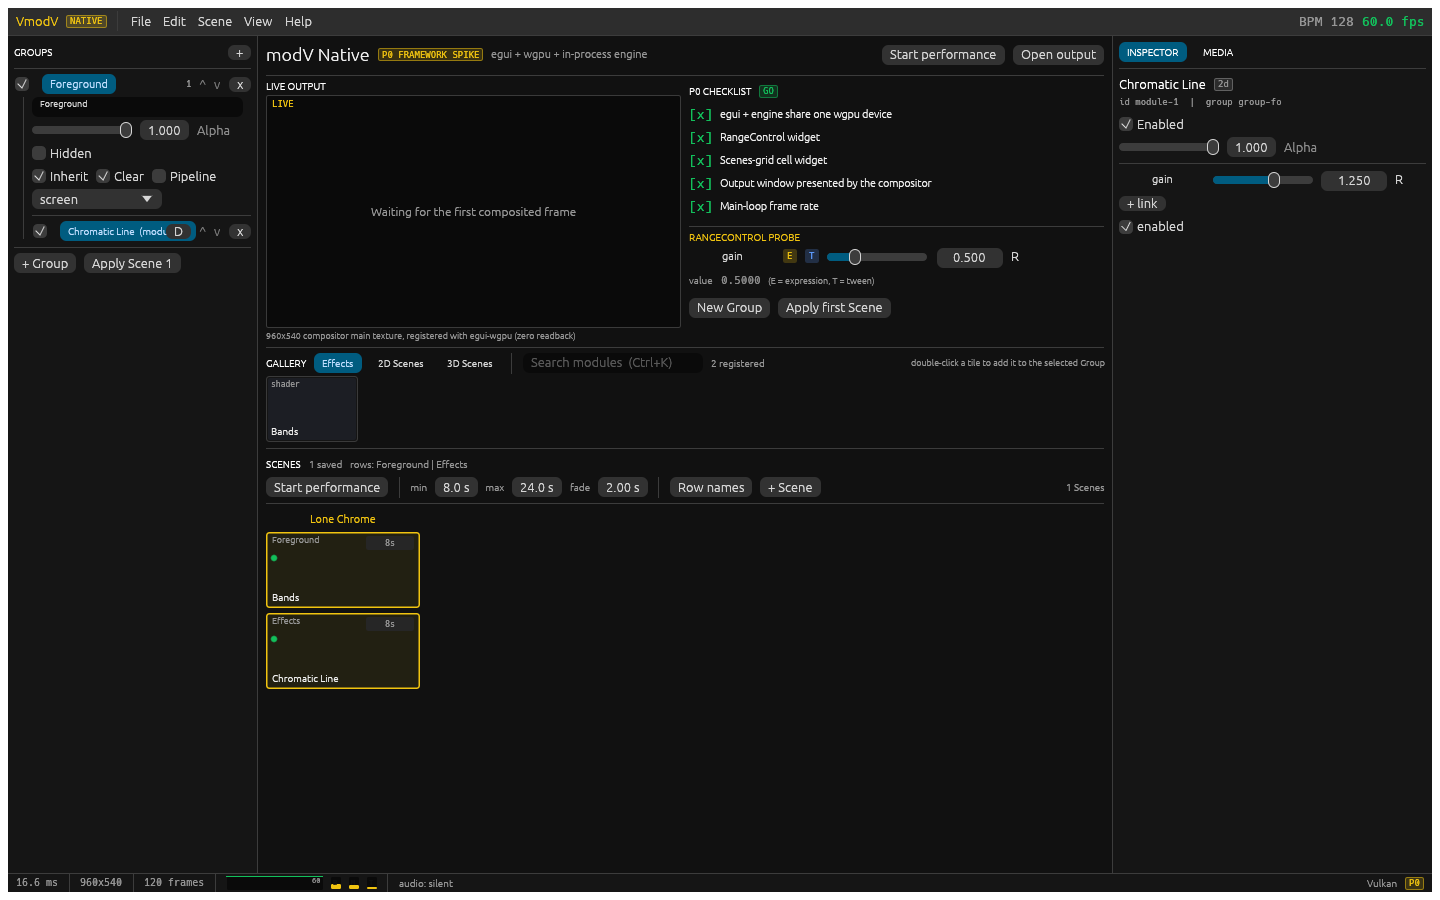 VmodV NATIVE File Edit Scene View Help BPM 128 60.0 fps
GROUPS +
Foreground 1 ^ v x
Foreground
1.000 Alpha
Hidden
Inherit Clear Pipeline
screen
Chromatic Line (modu D ^ v x
+ Group Apply Scene 1
modV Native P0 FRAMEWORK SPIKE egui + wgpu + in-process engine Start performance Open output
LIVE OUTPUT
LIVE
Waiting for the first composited frame
960x540 compositor main texture, registered with egui-wgpu (zero readback)
P0 CHECKLIST GO
[x] egui + engine share one wgpu device
[x] RangeControl widget
[x] Scenes-grid cell widget
[x] Output window presented by the compositor
[x] Main-loop frame rate
RANGECONTROL PROBE
gain E T 0.500 R
value 0.5000 (E = expression, T = tween)
New Group Apply first Scene
GALLERY Effects 2D Scenes 3D Scenes Search modules (Ctrl+K) 2 registered double-click a tile to add it to the selected Group
shader
Bands
SCENES 1 saved rows: Foreground | Effects
Start performance min 8.0 s max 24.0 s fade 2.00 s Row names + Scene 1 Scenes
Lone Chrome
Foreground 8s
Bands
Effects 8s
Chromatic Line
INSPECTOR MEDIA
Chromatic Line 2d
id module-1 | group group-fo
Enabled
1.000 Alpha
gain 1.250 R
+ link
enabled
16.6 ms 960x540 120 frames 60 audio: silent Vulkan P0